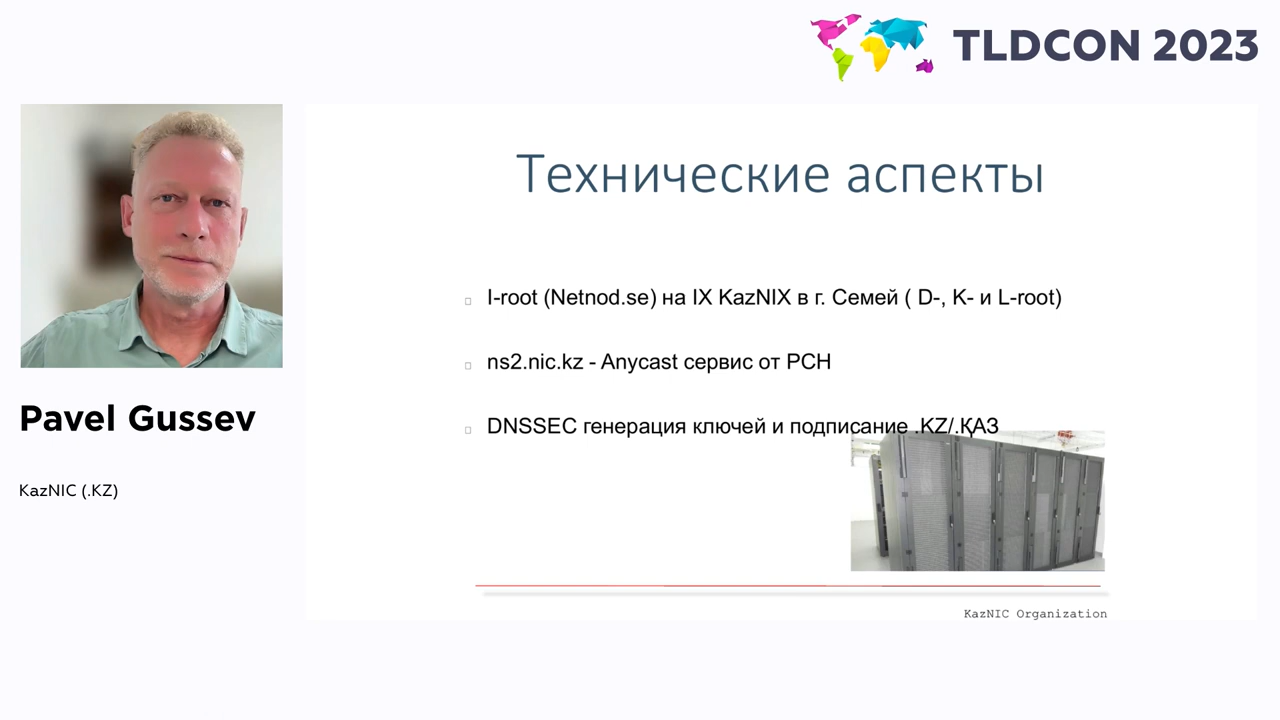 TLDCON 2023
Технические аспекты
I-root (Netnod.se) на IX KazNIX в г. Семей ( D-, K- и L-root)
ns2.nic.kz - Anycast сервис от PCH
DNSSEC генерация ключей и подписание .KZ/.ҚАЗ
KazNIC Organization
Pavel Gussev
KazNIC (.KZ)